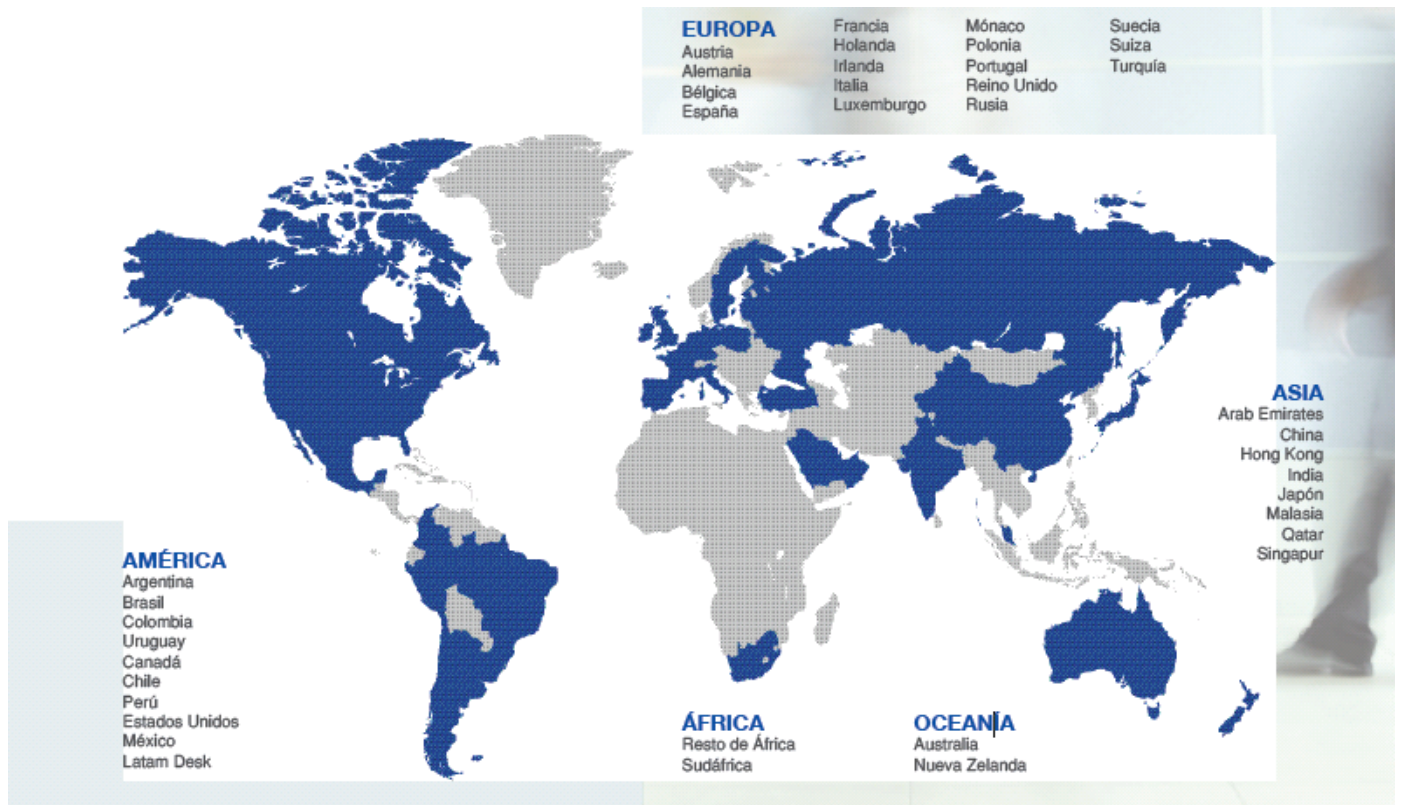 EUROPA
Austria
Alemania
Bélgica
España
Francia
Holanda
Irlanda
Italia
Luxemburgo
Mónaco
Polonia
Portugal
Reino Unido
Rusia
Suecia
Suiza
Turquía
ASIA
Arab Emirates
China
Hong Kong
India
Japón
Malasia
Qatar
Singapur
AMÉRICA
Argentina
Brasil
Colombia
Uruguay
Canadá
Chile
Perú
Estados Unidos
México
Latam Desk
ÁFRICA
Resto de África
Sudáfrica
OCEANÍA
Australia
Nueva Zelanda